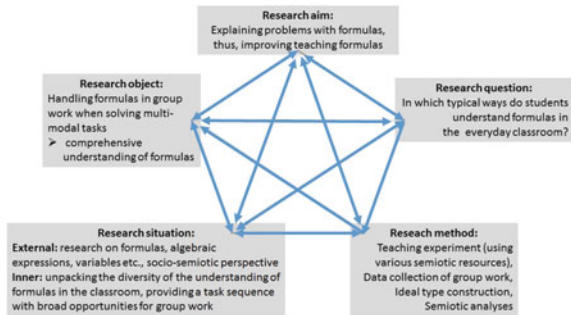 Research aim:
Explaining problems with formulas,
thus, improving teaching formulas
Research object:
Handling formulas in group
work when solving multi-
modal tasks
➢ comprehensive
understanding of formulas
Research question:
In which typical ways do students
understand formulas in
the everyday classroom?
Research situation:
External: research on formulas, algebraic
expressions, variables etc., socio-semiotic perspective
Inner: unpacking the diversity of the understanding of
formulas in the classroom, providing a task sequence
with broad opportunities for group work
Reseach method:
Teaching experiment (using
various semiotic resources),
Data collection of group work,
Ideal type construction,
Semiotic analyses